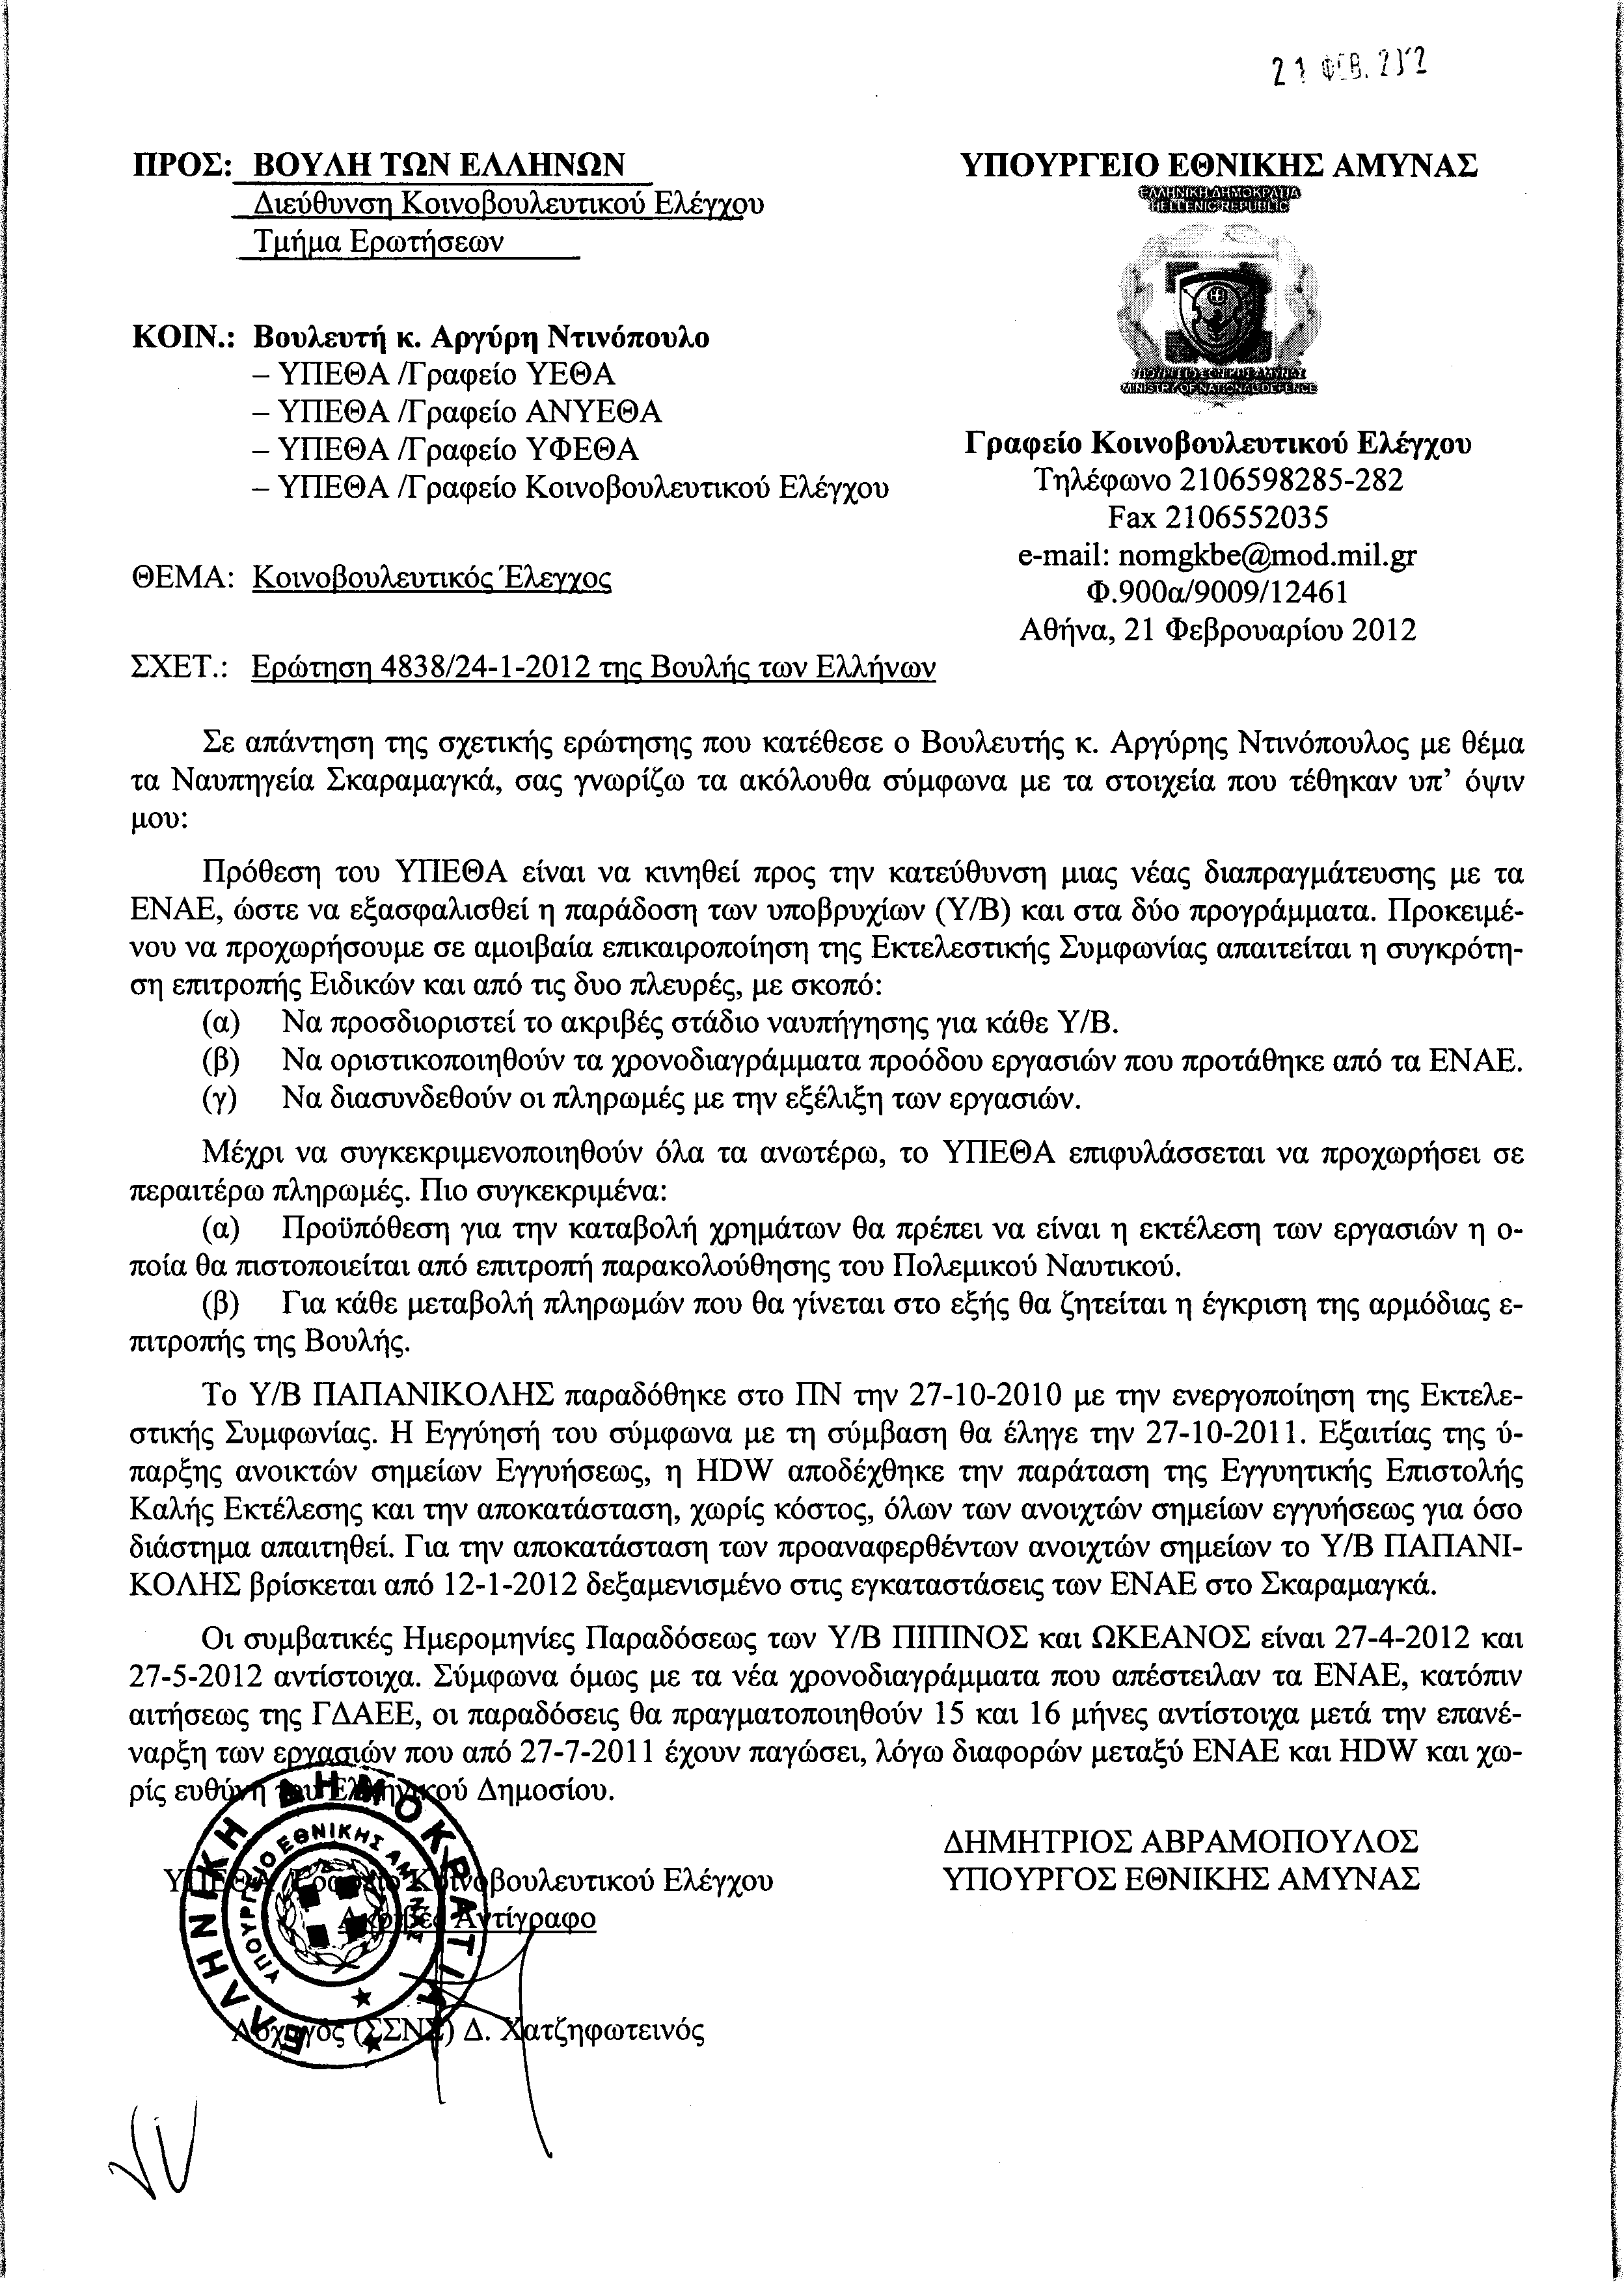 21 ΦΕΒ. 2012
ΠΡΟΣ: ΒΟΥΛΗ ΤΩΝ ΕΛΛΗΝΩΝ
Διεύθυνση Κοινοβουλευτικού Ελέγχου
Τμήμα Ερωτήσεων
ΚΟΙΝ.: Βουλευτή κ. Αργύρη Ντινόπουλο
– ΥΠΕΘΑ /Γραφείο ΥΕΘΑ
– ΥΠΕΘΑ /Γραφείο ΑΝΥΕΘΑ
– ΥΠΕΘΑ /Γραφείο ΥΦΕΘΑ
– ΥΠΕΘΑ /Γραφείο Κοινοβουλευτικού Ελέγχου
ΘΕΜΑ: Κοινοβουλευτικός Έλεγχος
ΣΧΕΤ.: Ερώτηση 4838/24-1-2012 της Βουλής των Ελλήνων
ΥΠΟΥΡΓΕΙΟ ΕΘΝΙΚΗΣ ΑΜΥΝΑΣ
ΕΛΛΗΝΙΚΗ ΔΗΜΟΚΡΑΤΙΑ
HELLENIC REPUBLIC
ΥΠΟΥΡΓΕΙΟ ΕΘΝΙΚΗΣ ΑΜΥΝΑΣ
MINISTRY OF NATIONAL DEFENCE
Γραφείο Κοινοβουλευτικού Ελέγχου
Τηλέφωνο 2106598285-282
Fax 2106552035
e-mail: nomgkbe@mod.mil.gr
Φ.900α/9009/12461
Αθήνα, 21 Φεβρουαρίου 2012
Σε απάντηση της σχετικής ερώτησης που κατέθεσε ο Βουλευτής κ. Αργύρης Ντινόπουλος με θέμα
τα Ναυπηγεία Σκαραμαγκά, σας γνωρίζω τα ακόλουθα σύμφωνα με τα στοιχεία που τέθηκαν υπ’ όψιν
μου:
Πρόθεση του ΥΠΕΘΑ είναι να κινηθεί προς την κατεύθυνση μιας νέας διαπραγμάτευσης με τα
ΕΝΑΕ, ώστε να εξασφαλισθεί η παράδοση των υποβρυχίων (Υ/Β) και στα δύο προγράμματα. Προκειμέ-
νου να προχωρήσουμε σε αμοιβαία επικαιροποίηση της Εκτελεστικής Συμφωνίας απαιτείται η συγκρότη-
ση επιτροπής Ειδικών και από τις δυο πλευρές, με σκοπό:
(α) Να προσδιοριστεί το ακριβές στάδιο ναυπήγησης για κάθε Υ/Β.
(β) Να οριστικοποιηθούν τα χρονοδιαγράμματα προόδου εργασιών που προτάθηκε από τα ΕΝΑΕ.
(γ) Να διασυνδεθούν οι πληρωμές με την εξέλιξη των εργασιών.
Μέχρι να συγκεκριμενοποιηθούν όλα τα ανωτέρω, το ΥΠΕΘΑ επιφυλάσσεται να προχωρήσει σε
περαιτέρω πληρωμές. Πιο συγκεκριμένα:
(α) Προϋπόθεση για την καταβολή χρημάτων θα πρέπει να είναι η εκτέλεση των εργασιών η ο-
ποία θα πιστοποιείται από επιτροπή παρακολούθησης του Πολεμικού Ναυτικού.
(β) Για κάθε μεταβολή πληρωμών που θα γίνεται στο εξής θα ζητείται η έγκριση της αρμόδιας ε-
πιτροπής της Βουλής.
Το Υ/Β ΠΑΠΑΝΙΚΟΛΗΣ παραδόθηκε στο ΠΝ την 27-10-2010 με την ενεργοποίηση της Εκτελε-
στικής Συμφωνίας. Η Εγγύησή του σύμφωνα με τη σύμβαση θα έληγε την 27-10-2011. Εξαιτίας της ύ-
παρξης ανοικτών σημείων Εγγυήσεως, η HDW αποδέχθηκε την παράταση της Εγγυητικής Επιστολής
Καλής Εκτέλεσης και την αποκατάσταση, χωρίς κόστος, όλων των ανοιχτών σημείων εγγυήσεως για όσο
διάστημα απαιτηθεί. Για την αποκατάσταση των προαναφερθέντων ανοιχτών σημείων το Υ/Β ΠΑΠΑΝΙ-
ΚΟΛΗΣ βρίσκεται από 12-1-2012 δεξαμενισμένο στις εγκαταστάσεις των ΕΝΑΕ στο Σκαραμαγκά.
Οι συμβατικές Ημερομηνίες Παραδόσεως των Υ/Β ΠΙΠΙΝΟΣ και ΩΚΕΑΝΟΣ είναι 27-4-2012 και
27-5-2012 αντίστοιχα. Σύμφωνα όμως με τα νέα χρονοδιαγράμματα που απέστειλαν τα ΕΝΑΕ, κατόπιν
αιτήσεως της ΓΔΑΕΕ, οι παραδόσεις θα πραγματοποιηθούν 15 και 16 μήνες αντίστοιχα μετά την επανέ-
ναρξη των εργασιών που από 27-7-2011 έχουν παγώσει, λόγω διαφορών μεταξύ ΕΝΑΕ και HDW και χω-
ρίς ευθύνη του Ελληνικού Δημοσίου.
ΔΗΜΗΤΡΙΟΣ ΑΒΡΑΜΟΠΟΥΛΟΣ
ΥΠΟΥΡΓΟΣ ΕΘΝΙΚΗΣ ΑΜΥΝΑΣ
ΥΠΕΘΑ /Γραφείο Κοινοβουλευτικού Ελέγχου
Ακριβές Αντίγραφο
Λοχαγός (ΣΣΝΣ) Δ. Χατζηφωτεινός
ΕΛΛΗΝΙΚΗ ΔΗΜΟΚΡΑΤΙΑ
ΥΠΟΥΡΓΕΙΟ ΕΘΝΙΚΗΣ ΑΜΥΝΑΣ